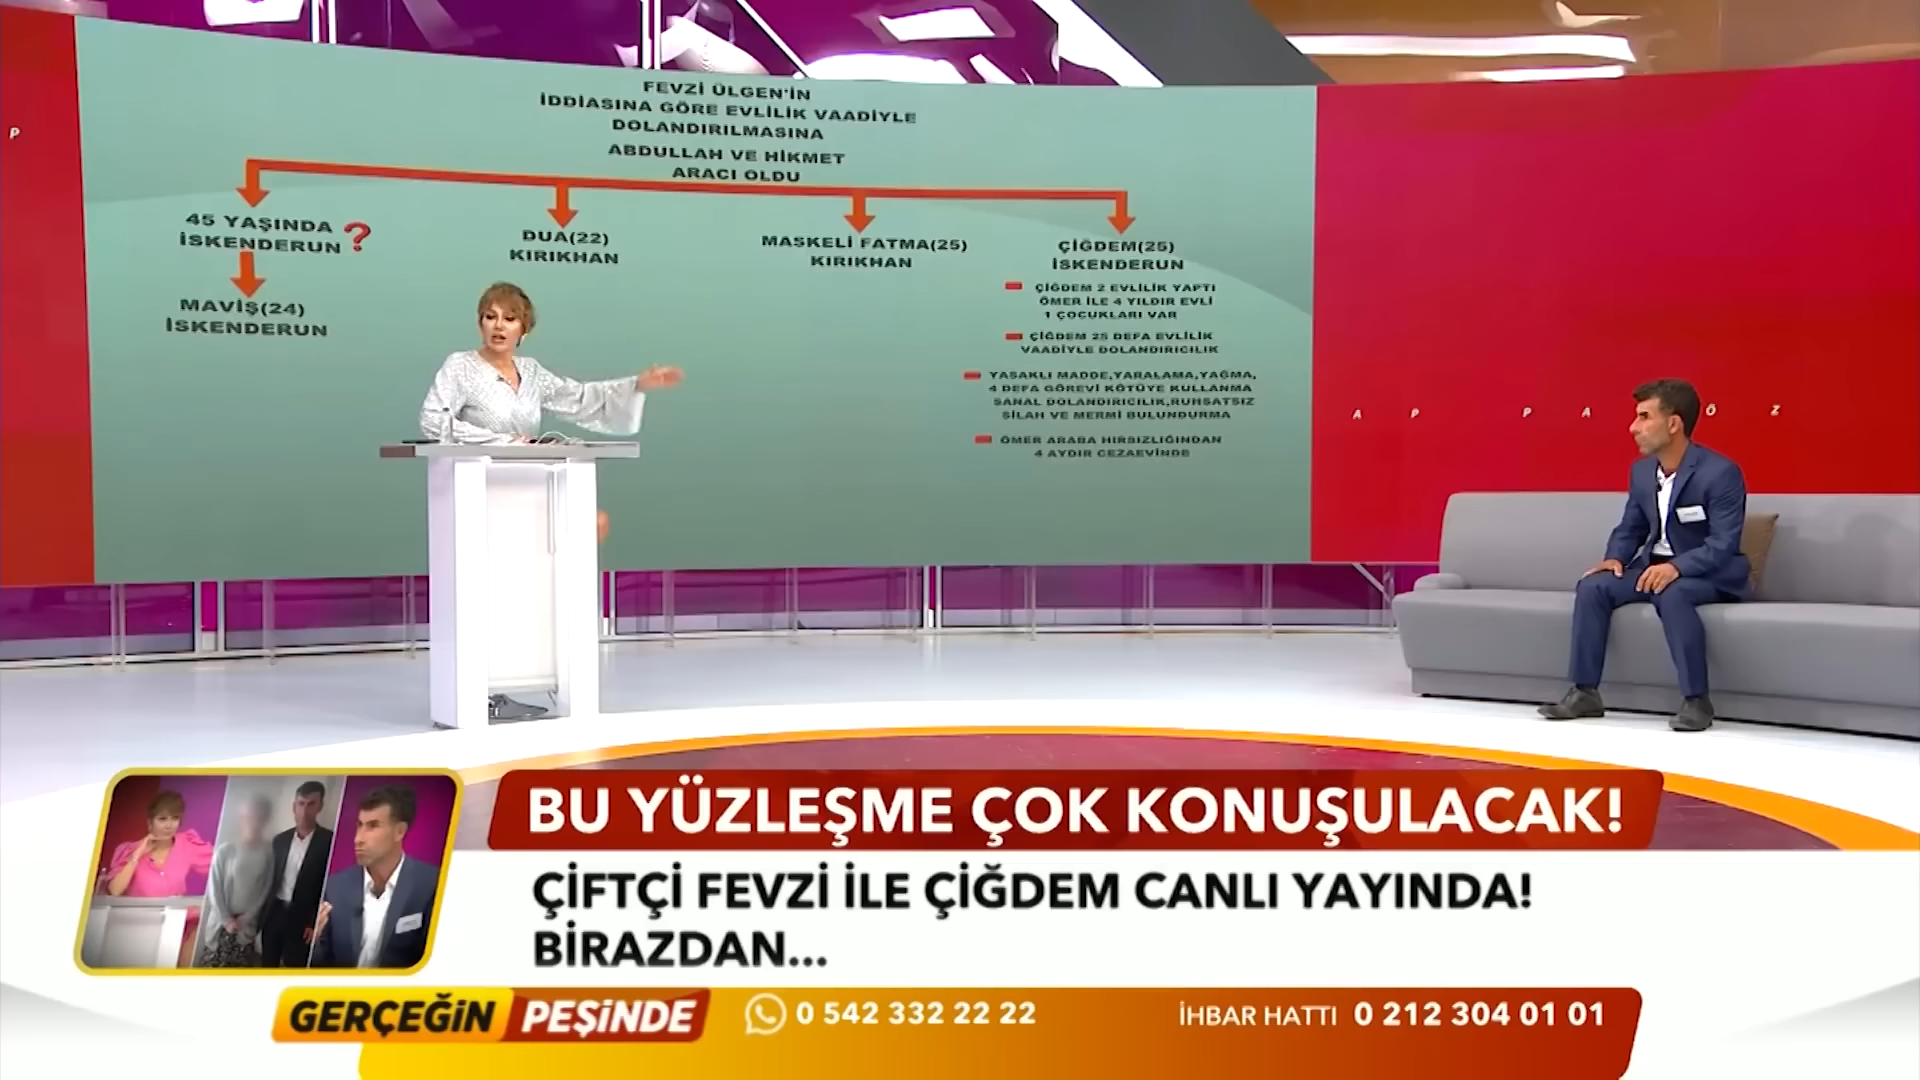 FEVZİ ÜLGEN'İN
İDDİASINA GÖRE EVLİLİK VAADİYLE
DOLANDIRILMASINA
ABDULLAH VE HİKMET
ARACI OLDU
45 YAŞINDA
İSKENDERUN ?
MAVİŞ(24)
İSKENDERUN
DUA(22)
KIRIKHAN
MASKELİ FATMA(25)
KIRIKHAN
ÇİĞDEM(25)
İSKENDERUN
ÇİĞDEM 2 EVLİLİK YAPTI
ÖMER İLE 4 YILDIR EVLİ
1 ÇOCUKLARI VAR
ÇİĞDEM 25 DEFA EVLİLİK
VAADİYLE DOLANDIRICILIK
YASAKLI MADDE,YARALAMA,YAĞMA,
4 DEFA GÖREVİ KÖTÜYE KULLANMA
SANAL DOLANDIRICILIK,RUHSATSIZ
SİLAH VE MERMİ BULUNDURMA
ÖMER ARABA HIRSIZLIĞINDAN
4 AYDIR CEZAEVİNDE
P
A P P A Ö Z
BU YÜZLEŞME ÇOK KONUŞULACAK!
ÇİFTÇİ FEVZİ İLE ÇİĞDEM CANLI YAYINDA!
BİRAZDAN...
GERÇEĞİN PEŞİNDE
0 542 332 22 22
İHBAR HATTI 0 212 304 01 01